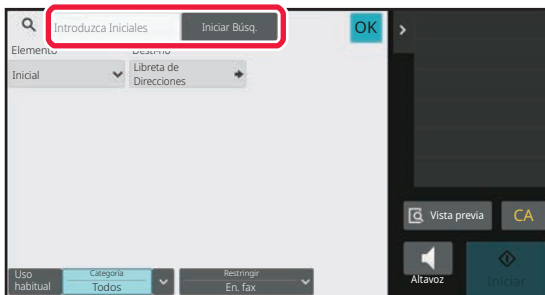 Introduzca Iniciales
Iniciar Búsq.
OK
Elemento
Inicial
Libreta de
Direcciones
Vista previa
CA
Altavoz
Iniciar
Uso
habitual
Categoría
Todos
Restringir
En. fax